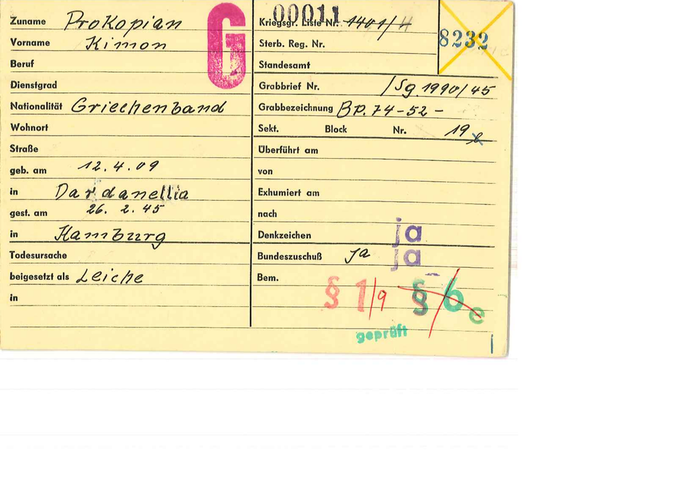 Zuname Prokopian
Vorname Kimon
Beruf
Dienstgrad
Nationalität Griechenband
Wohnort
Straße
geb. am 12.4.09
in Dardanellia
gest. am 26. 2. 45
in Hamburg
Todesursache
beigesetzt als Leiche
in
G
00011
Kriegsgr. Liste Nr. 1401/H
8232
Sterb. Reg. Nr.
Standesamt
Grabbrief Nr. /Sg. 1990/45
Grabbezeichnung BP. 74-52-
Sekt. Block Nr. 19
Überführt am
von
Exhumiert am
nach
Denkzeichen ja
Bundeszuschuß ja ja
Bem.
§ 1/9 § 6 e
geprüft